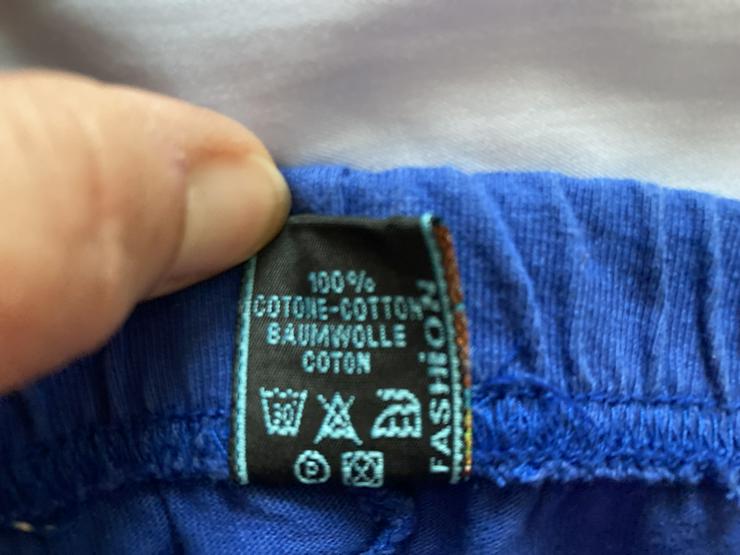 100%
COTONE-COTTON
BAUMWOLLE
COTON
30
P
FASHION